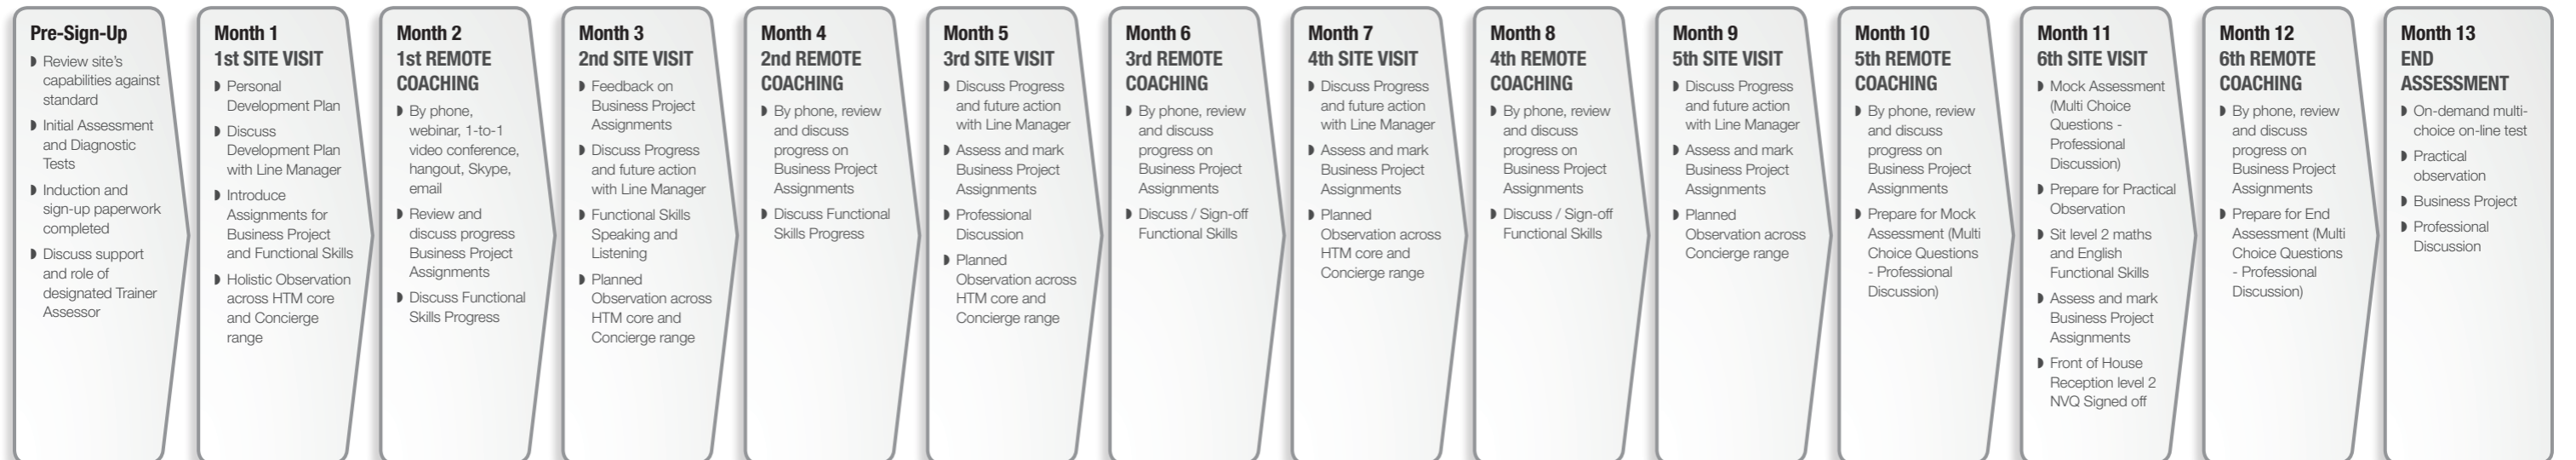 Pre-Sign-Up
Review site's
capabilities against
standard
Initial Assessment
and Diagnostic
Tests
Induction and
sign-up paperwork
completed
Discuss support
and role of
designated Trainer
Assessor
Month 1
1st SITE VISIT
Personal
Development Plan
Discuss
Development Plan
with Line Manager
Introduce
Assignments for
Business Project
and Functional Skills
Holistic Observation
across HTM core
and Concierge
range
Month 2
1st REMOTE
COACHING
By phone,
webinar, 1-to-1
video conference,
hangout, Skype,
email
Review and
discuss progress
Business Project
Assignments
Discuss Functional
Skills Progress
Month 3
2nd SITE VISIT
Feedback on
Business Project
Assignments
Discuss Progress
and future action
with Line Manager
Functional Skills
Speaking and
Listening
Planned
Observation across
HTM core and
Concierge range
Month 4
2nd REMOTE
COACHING
By phone, review
and discuss
progress on
Business Project
Assignments
Discuss Functional
Skills Progress
Month 5
3rd SITE VISIT
Discuss Progress
and future action
with Line Manager
Assess and mark
Business Project
Assignments
Professional
Discussion
Planned
Observation across
HTM core and
Concierge range
Month 6
3rd REMOTE
COACHING
By phone, review
and discuss
progress on
Business Project
Assignments
Discuss / Sign-off
Functional Skills
Month 7
4th SITE VISIT
Discuss Progress
and future action
with Line Manager
Assess and mark
Business Project
Assignments
Planned
Observation across
HTM core and
Concierge range
Month 8
4th REMOTE
COACHING
By phone, review
and discuss
progress on
Business Project
Assignments
Discuss / Sign-off
Functional Skills
Month 9
5th SITE VISIT
Discuss Progress
and future action
with Line Manager
Assess and mark
Business Project
Assignments
Planned
Observation across
Concierge range
Month 10
5th REMOTE
COACHING
By phone, review
and discuss
progress on
Business Project
Assignments
Prepare for Mock
Assessment (Multi
Choice Questions
- Professional
Discussion)
Month 11
6th SITE VISIT
Mock Assessment
(Multi Choice
Questions -
Professional
Discussion)
Prepare for Practical
Observation
Sit level 2 maths
and English
Functional Skills
Assess and mark
Business Project
Assignments
Front of House
Reception level 2
NVQ Signed off
Month 12
6th REMOTE
COACHING
By phone, review
and discuss
progress on
Business Project
Assignments
Prepare for End
Assessment (Multi
Choice Questions
- Professional
Discussion)
Month 13
END
ASSESSMENT
On-demand multi-
choice on-line test
Practical
observation
Business Project
Professional
Discussion